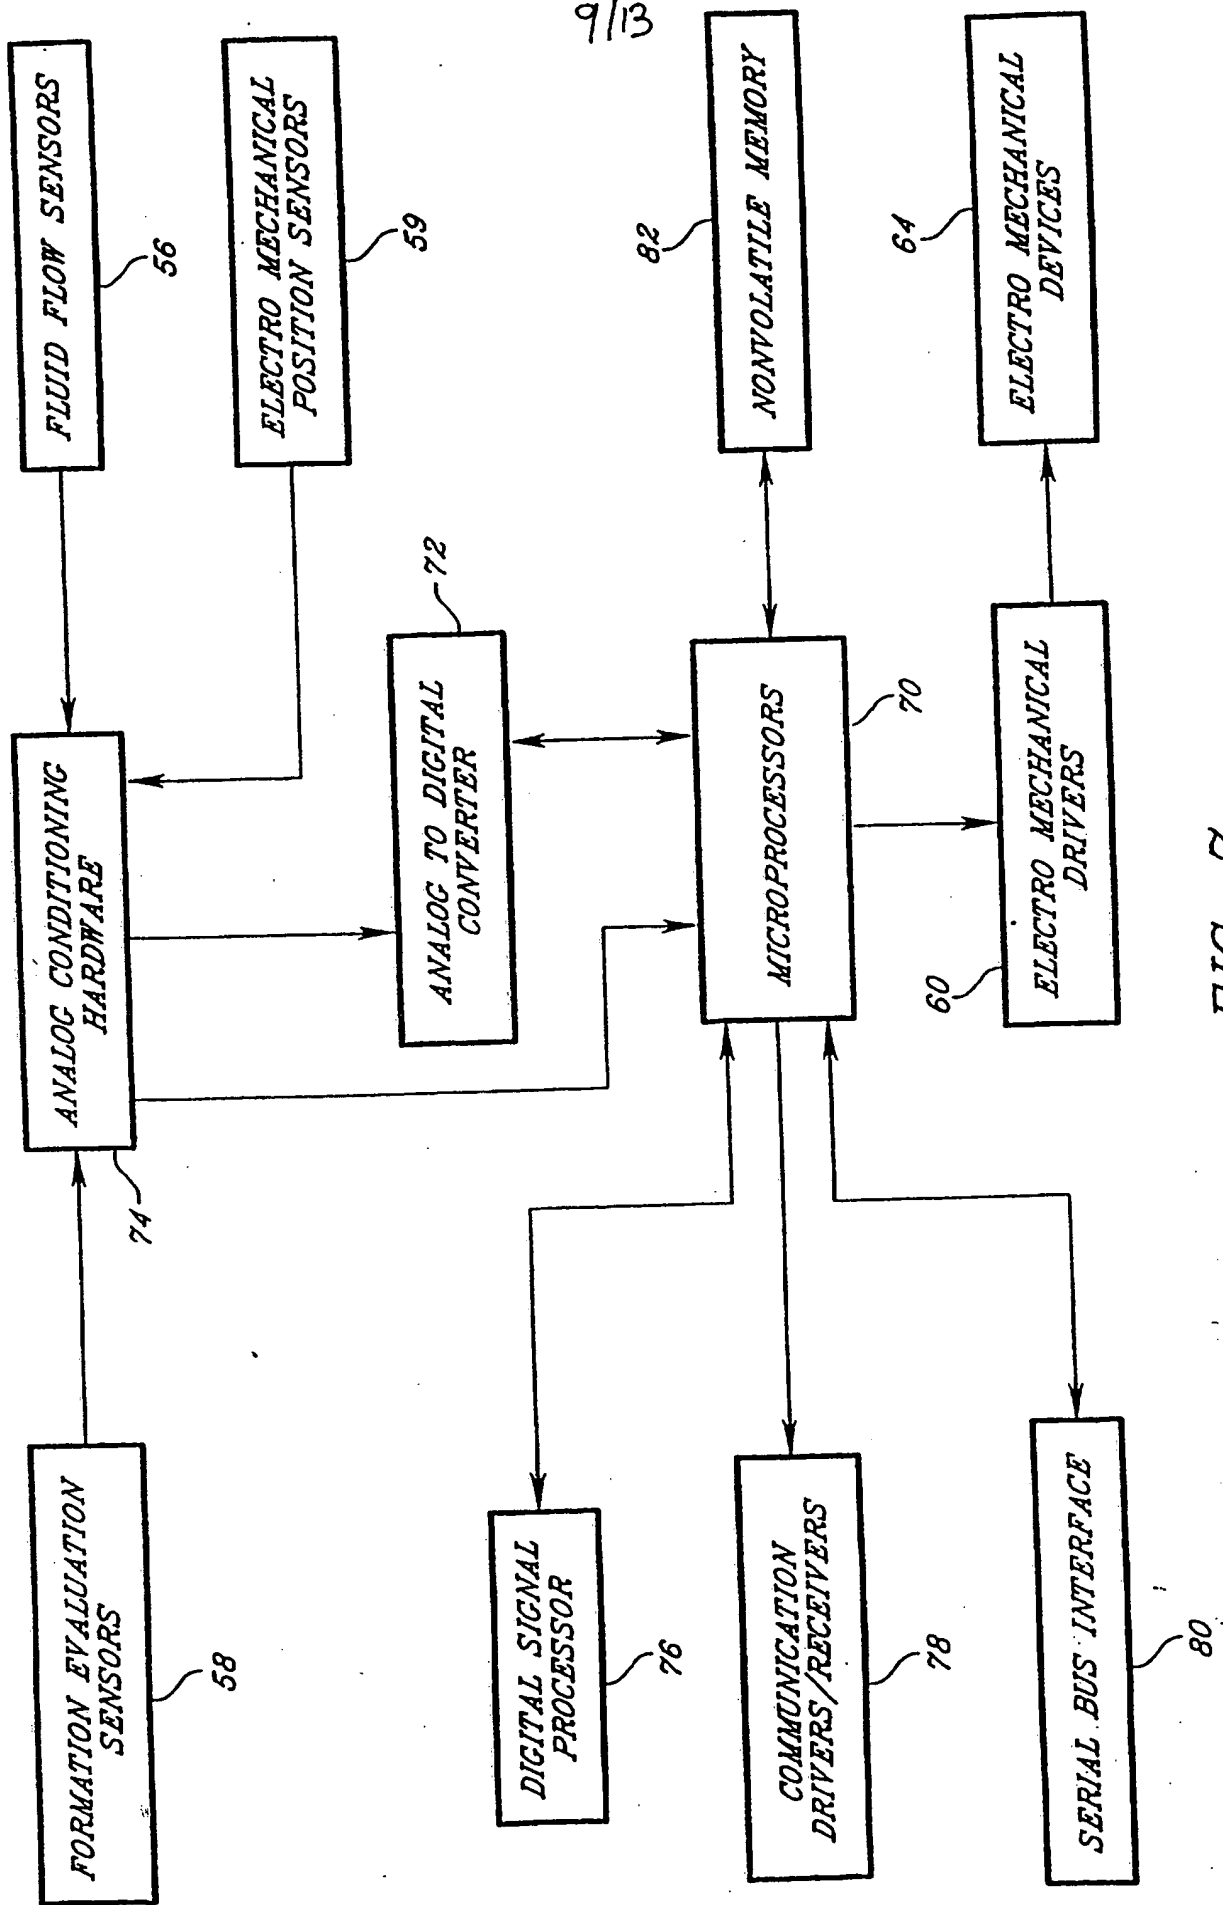 9/13
FORMATION EVALUATION
SENSORS
58
ANALOG CONDITIONING
HARDWARE
74
FLUID FLOW SENSORS
56
ELECTRO MECHANICAL
POSITION SENSORS
59
ANALOG TO DIGITAL
CONVERTER
72
DIGITAL SIGNAL
PROCESSOR
76
MICROPROCESSORS
70
NONVOLATILE MEMORY
82
COMMUNICATION
DRIVERS/RECEIVERS
78
ELECTRO MECHANICAL
DRIVERS
60
ELECTRO MECHANICAL
DEVICES
64
SERIAL BUS INTERFACE
80